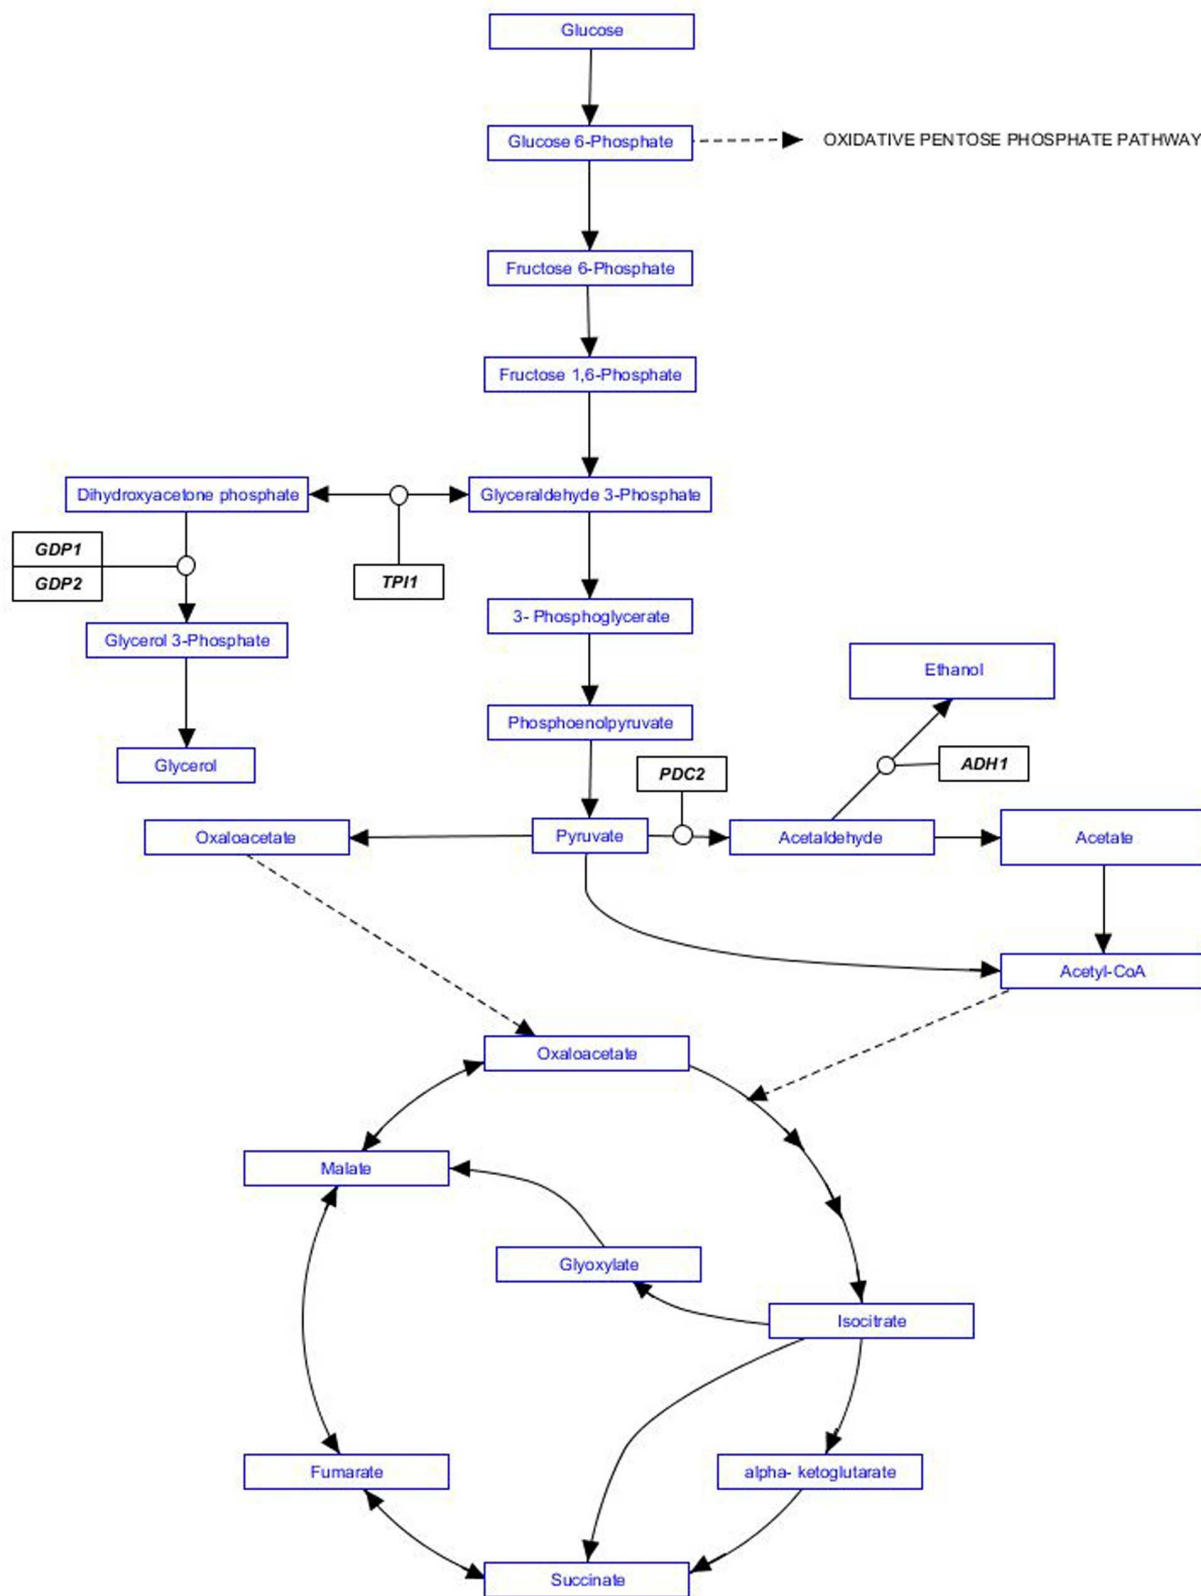 Glucose
Glucose 6-Phosphate
OXIDATIVE PENTOSE PHOSPHATE PATHWAY
Fructose 6-Phosphate
Fructose 1,6-Phosphate
Dihydroxyacetone phosphate
Glyceraldehyde 3-Phosphate
GDP1
GDP2
TPI1
3- Phosphoglycerate
Glycerol 3-Phosphate
Ethanol
Phosphoenolpyruvate
Glycerol
PDC2
ADH1
Oxaloacetate
Pyruvate
Acetaldehyde
Acetate
Acetyl-CoA
Oxaloacetate
Malate
Glyoxylate
Isocitrate
Fumarate
alpha- ketoglutarate
Succinate